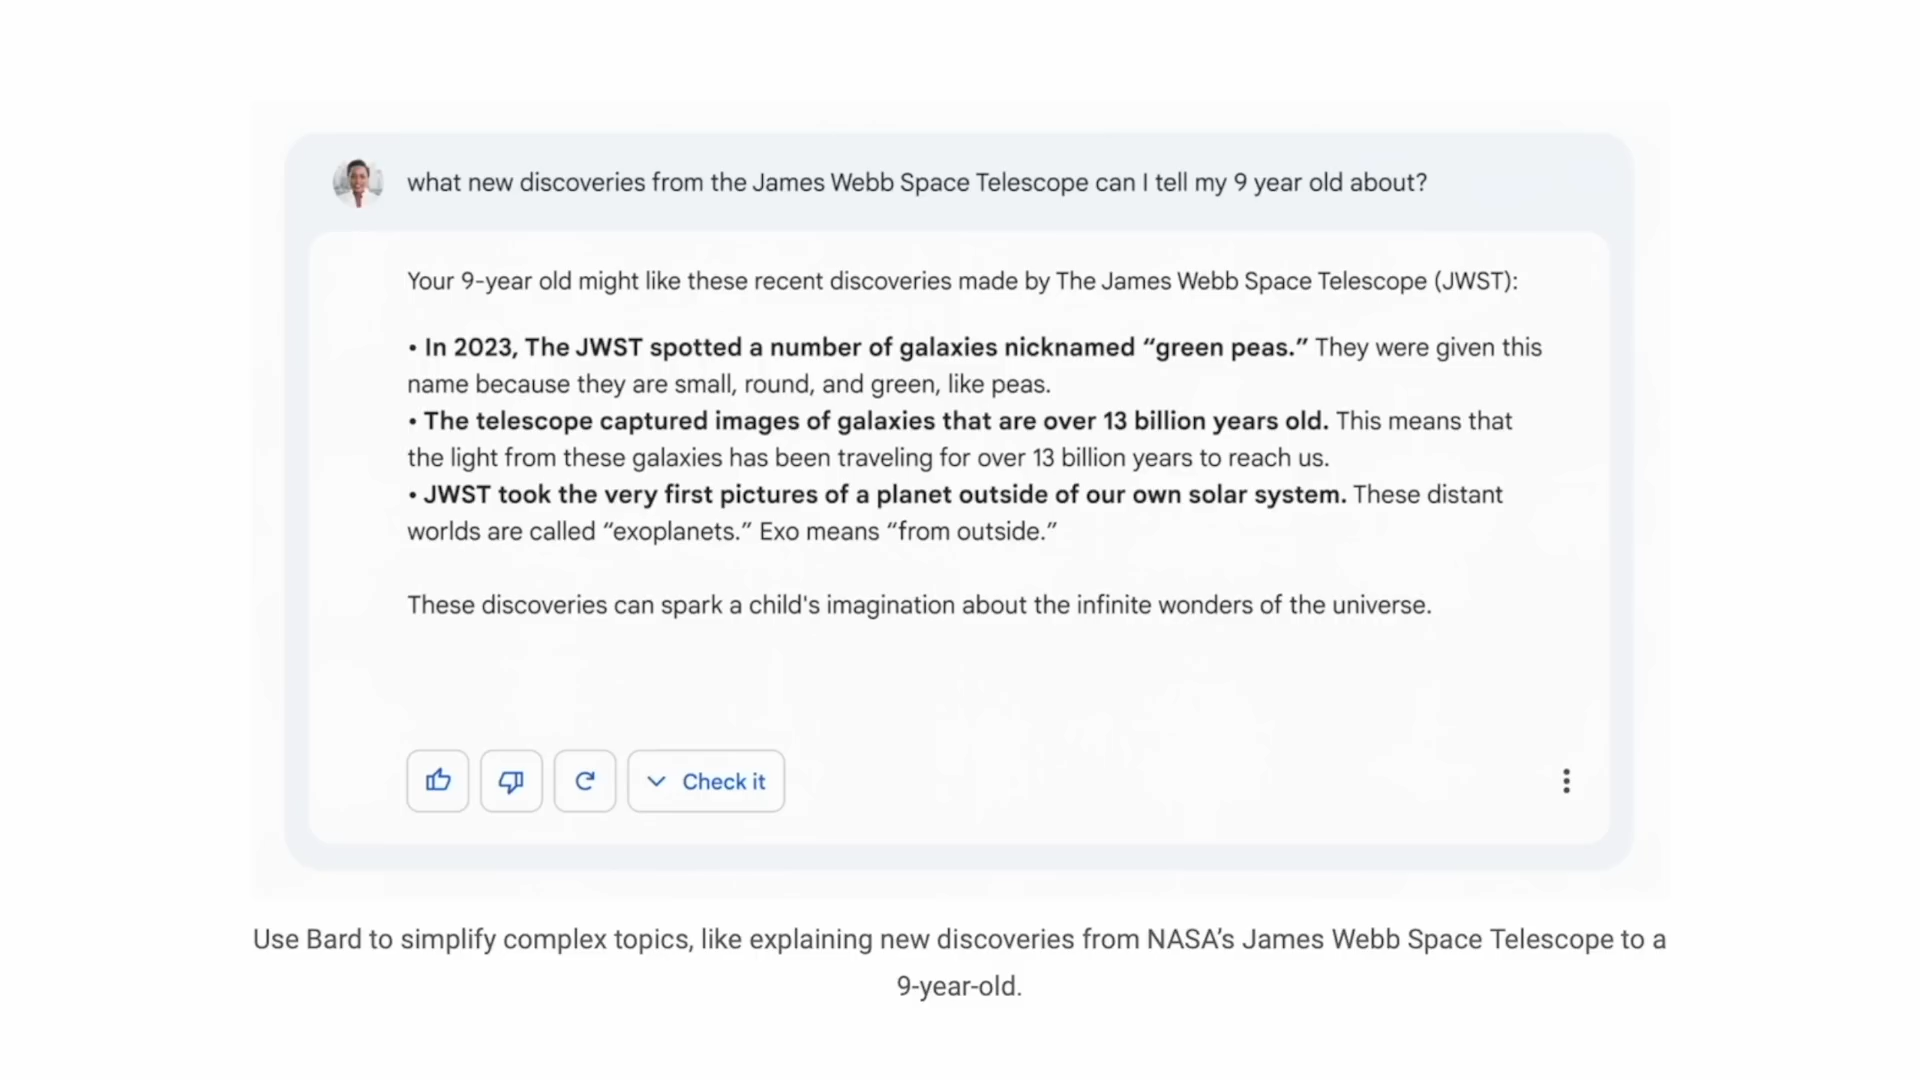 what new discoveries from the James Webb Space Telescope can I tell my 9 year old about?
Your 9-year old might like these recent discoveries made by The James Webb Space Telescope (JWST):
• In 2023, The JWST spotted a number of galaxies nicknamed “green peas.” They were given this
name because they are small, round, and green, like peas.
• The telescope captured images of galaxies that are over 13 billion years old. This means that
the light from these galaxies has been traveling for over 13 billion years to reach us.
• JWST took the very first pictures of a planet outside of our own solar system. These distant
worlds are called “exoplanets.” Exo means “from outside.”
These discoveries can spark a child's imagination about the infinite wonders of the universe.
Check it
Use Bard to simplify complex topics, like explaining new discoveries from NASA’s James Webb Space Telescope to a
9-year-old.